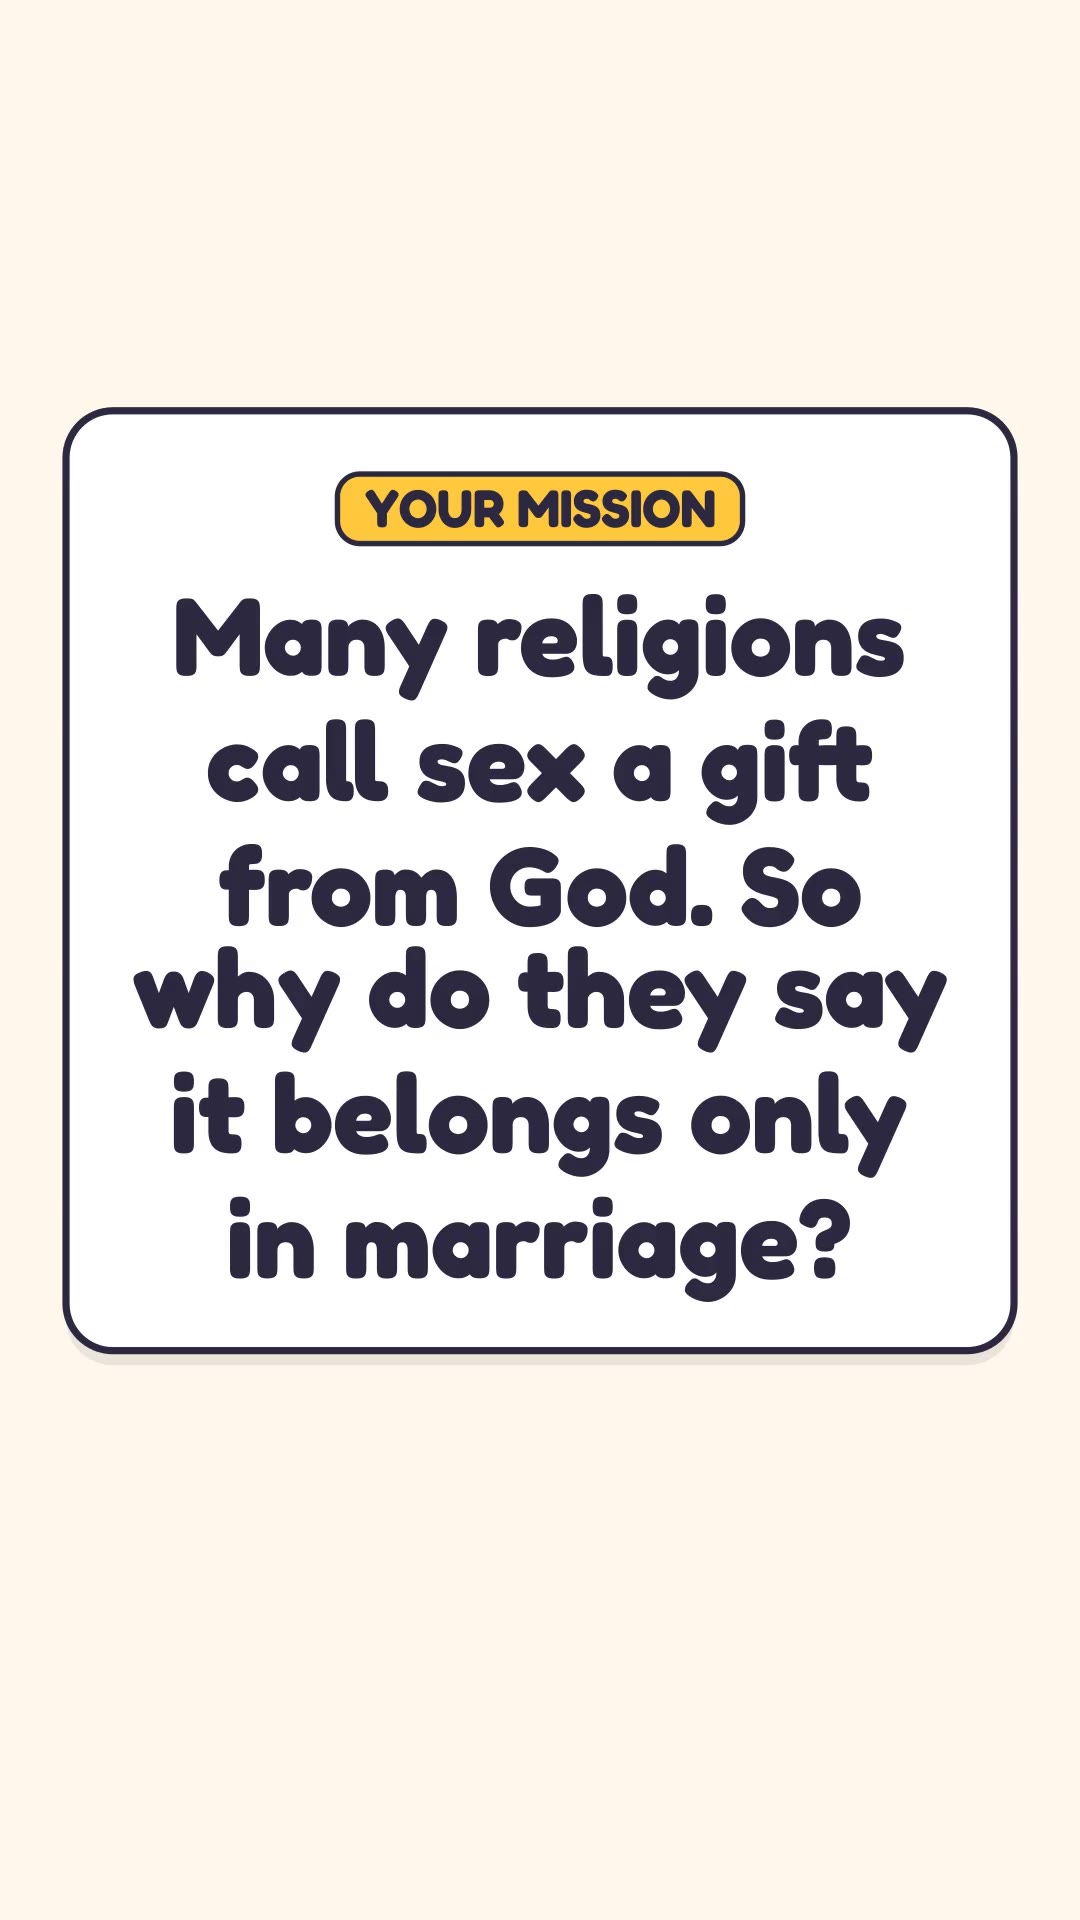 YOUR MISSION
Many religions
call sex a gift
from God. So
why do they say
it belongs only
in marriage?